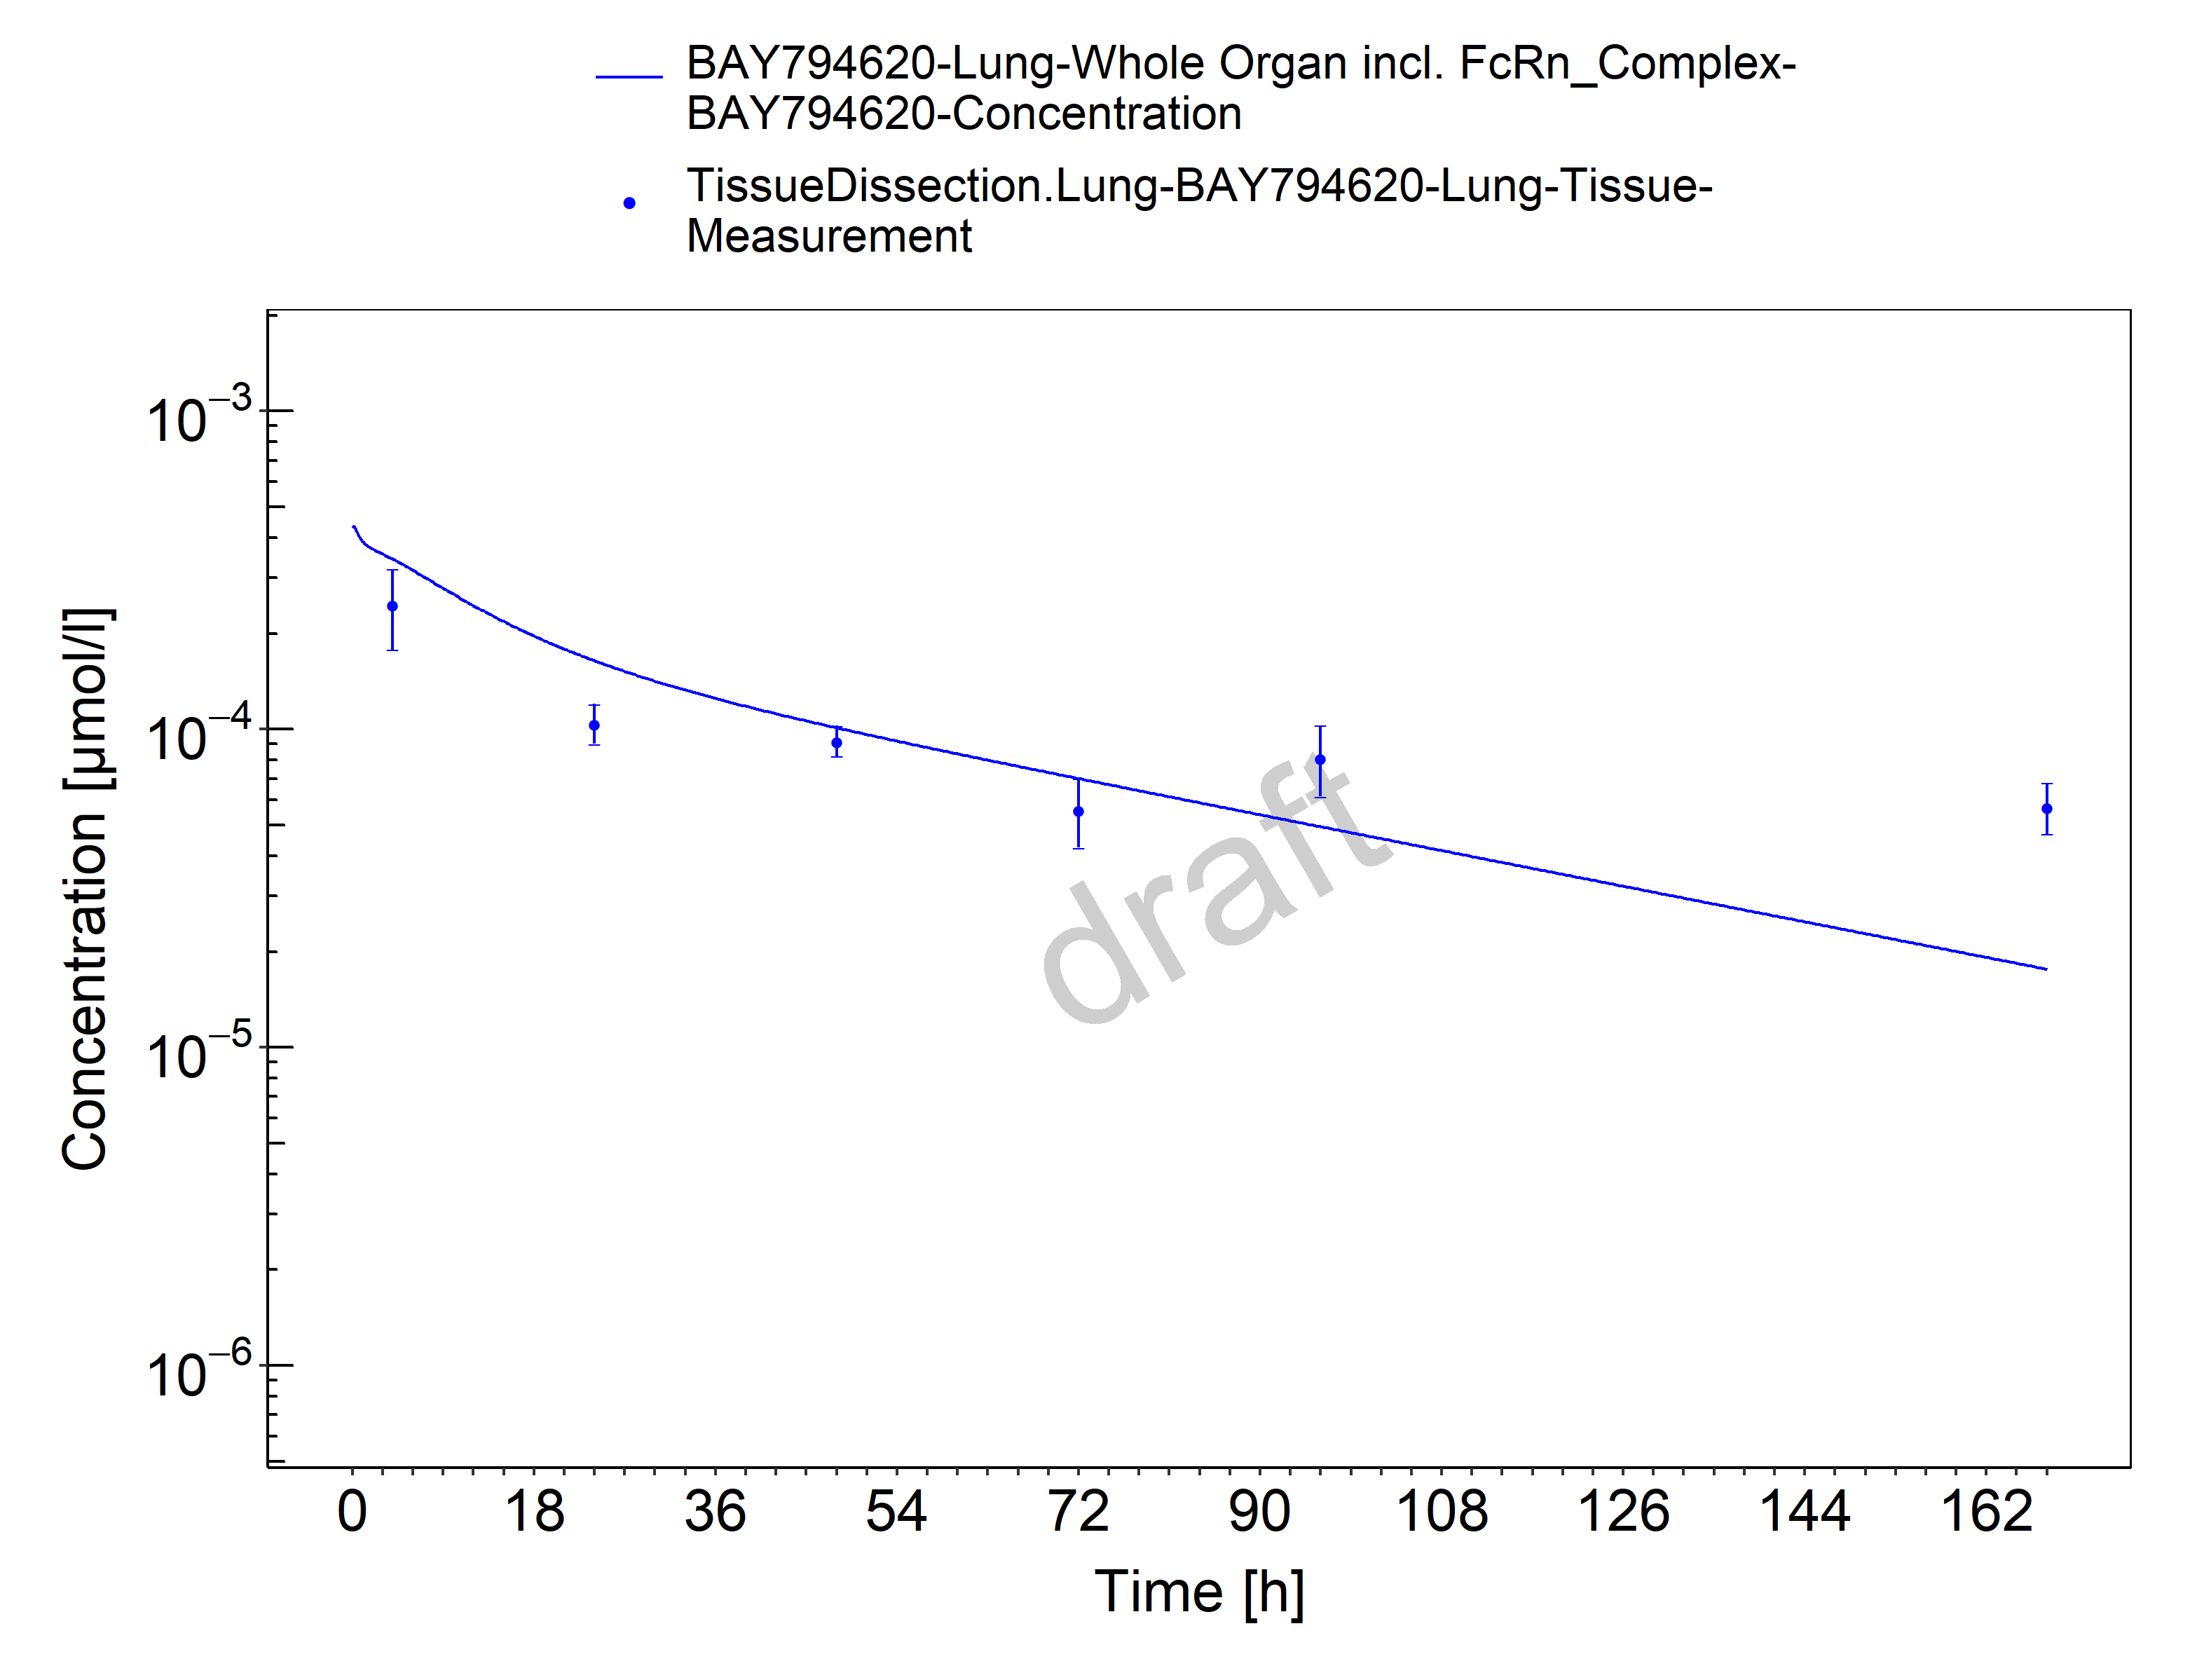 BAY794620-Lung-Whole Organ incl. FcRn_Complex-
BAY794620-Concentration
TissueDissection.Lung-BAY794620-Lung-Tissue-
Measurement
Concentration [µmol/l]
10⁻³
10⁻⁴
10⁻⁵
10⁻⁶
draft
0 18 36 54 72 90 108 126 144 162
Time [h]